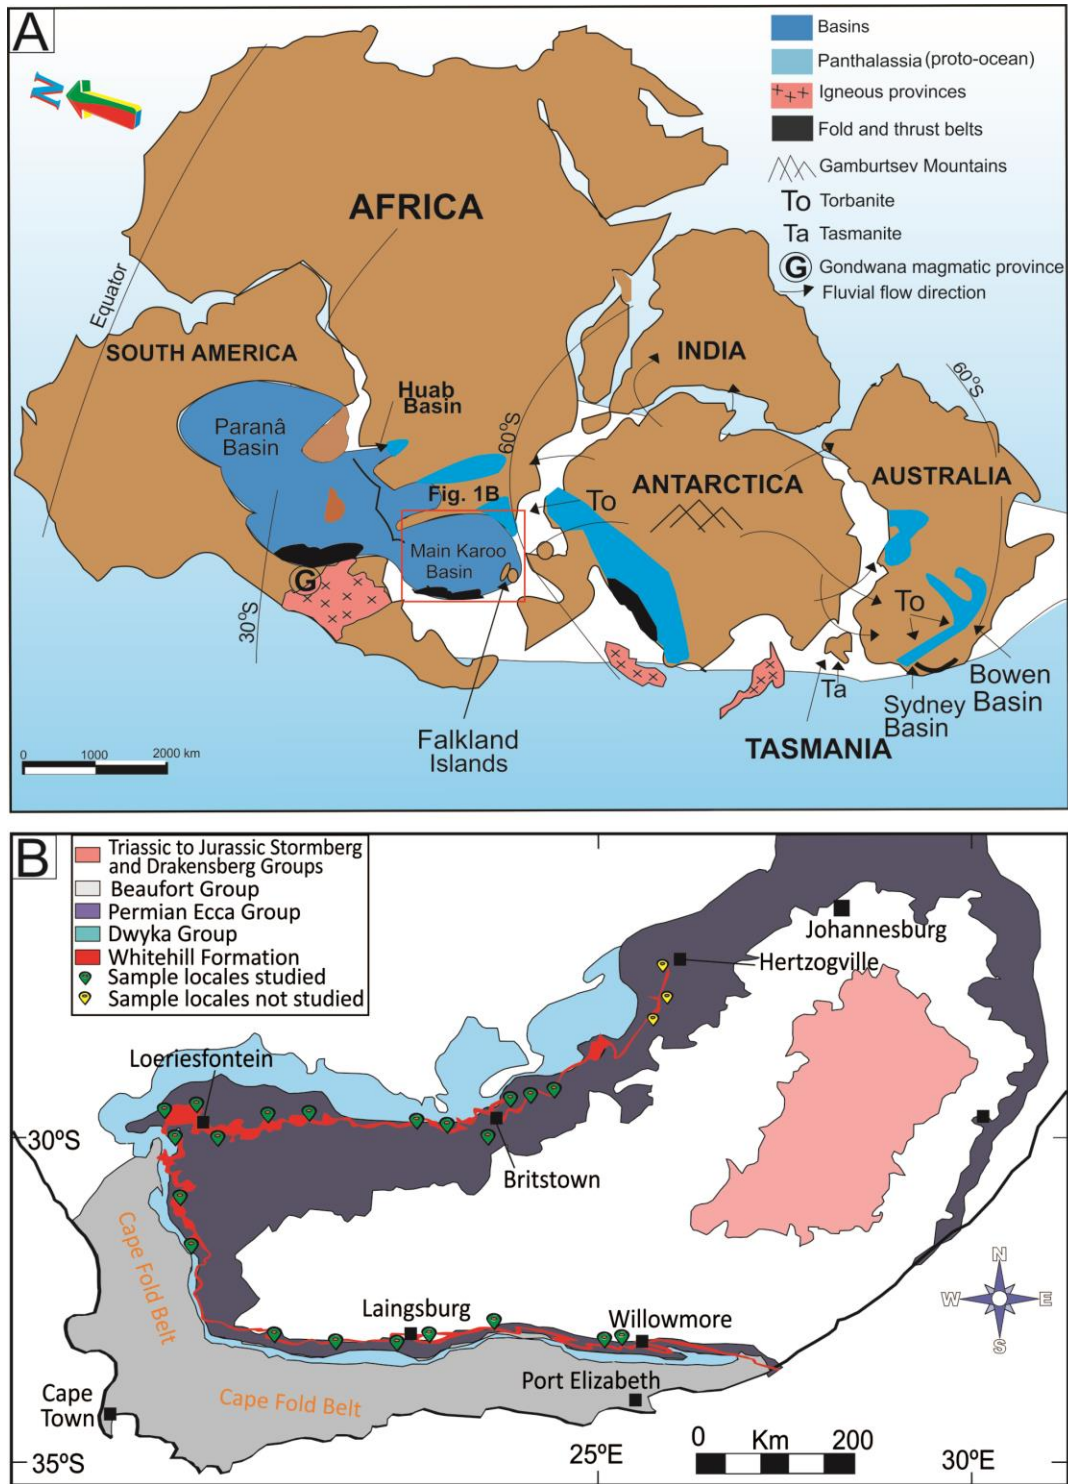 A
N
Basins
Panthalassia (proto-ocean)
Igneous provinces
Fold and thrust belts
Gamburtsev Mountains
To Torbanite
Ta Tasmanite
G Gondwana magmatic province
Fluvial flow direction
AFRICA
Equator
SOUTH AMERICA
INDIA
60°S
Huab
Basin
60°S
Paranâ
Basin
ANTARCTICA
AUSTRALIA
Fig. 1B
To
Main Karoo
Basin
G
To
30°S
Ta
Bowen
Basin
Sydney
Basin
Falkland
Islands
TASMANIA
0 1000 2000 km
B
Triassic to Jurassic Stormberg
and Drakensberg Groups
Beaufort Group
Permian Ecca Group
Dwyka Group
Whitehill Formation
Sample locales studied
Sample locales not studied
Johannesburg
Hertzogville
Loeriesfontein
30°S
Britstown
Cape Fold Belt
N
W E
S
Laingsburg
Willowmore
Cape Fold Belt
Port Elizabeth
Cape
Town
0 Km 200
35°S
25°E
30°E